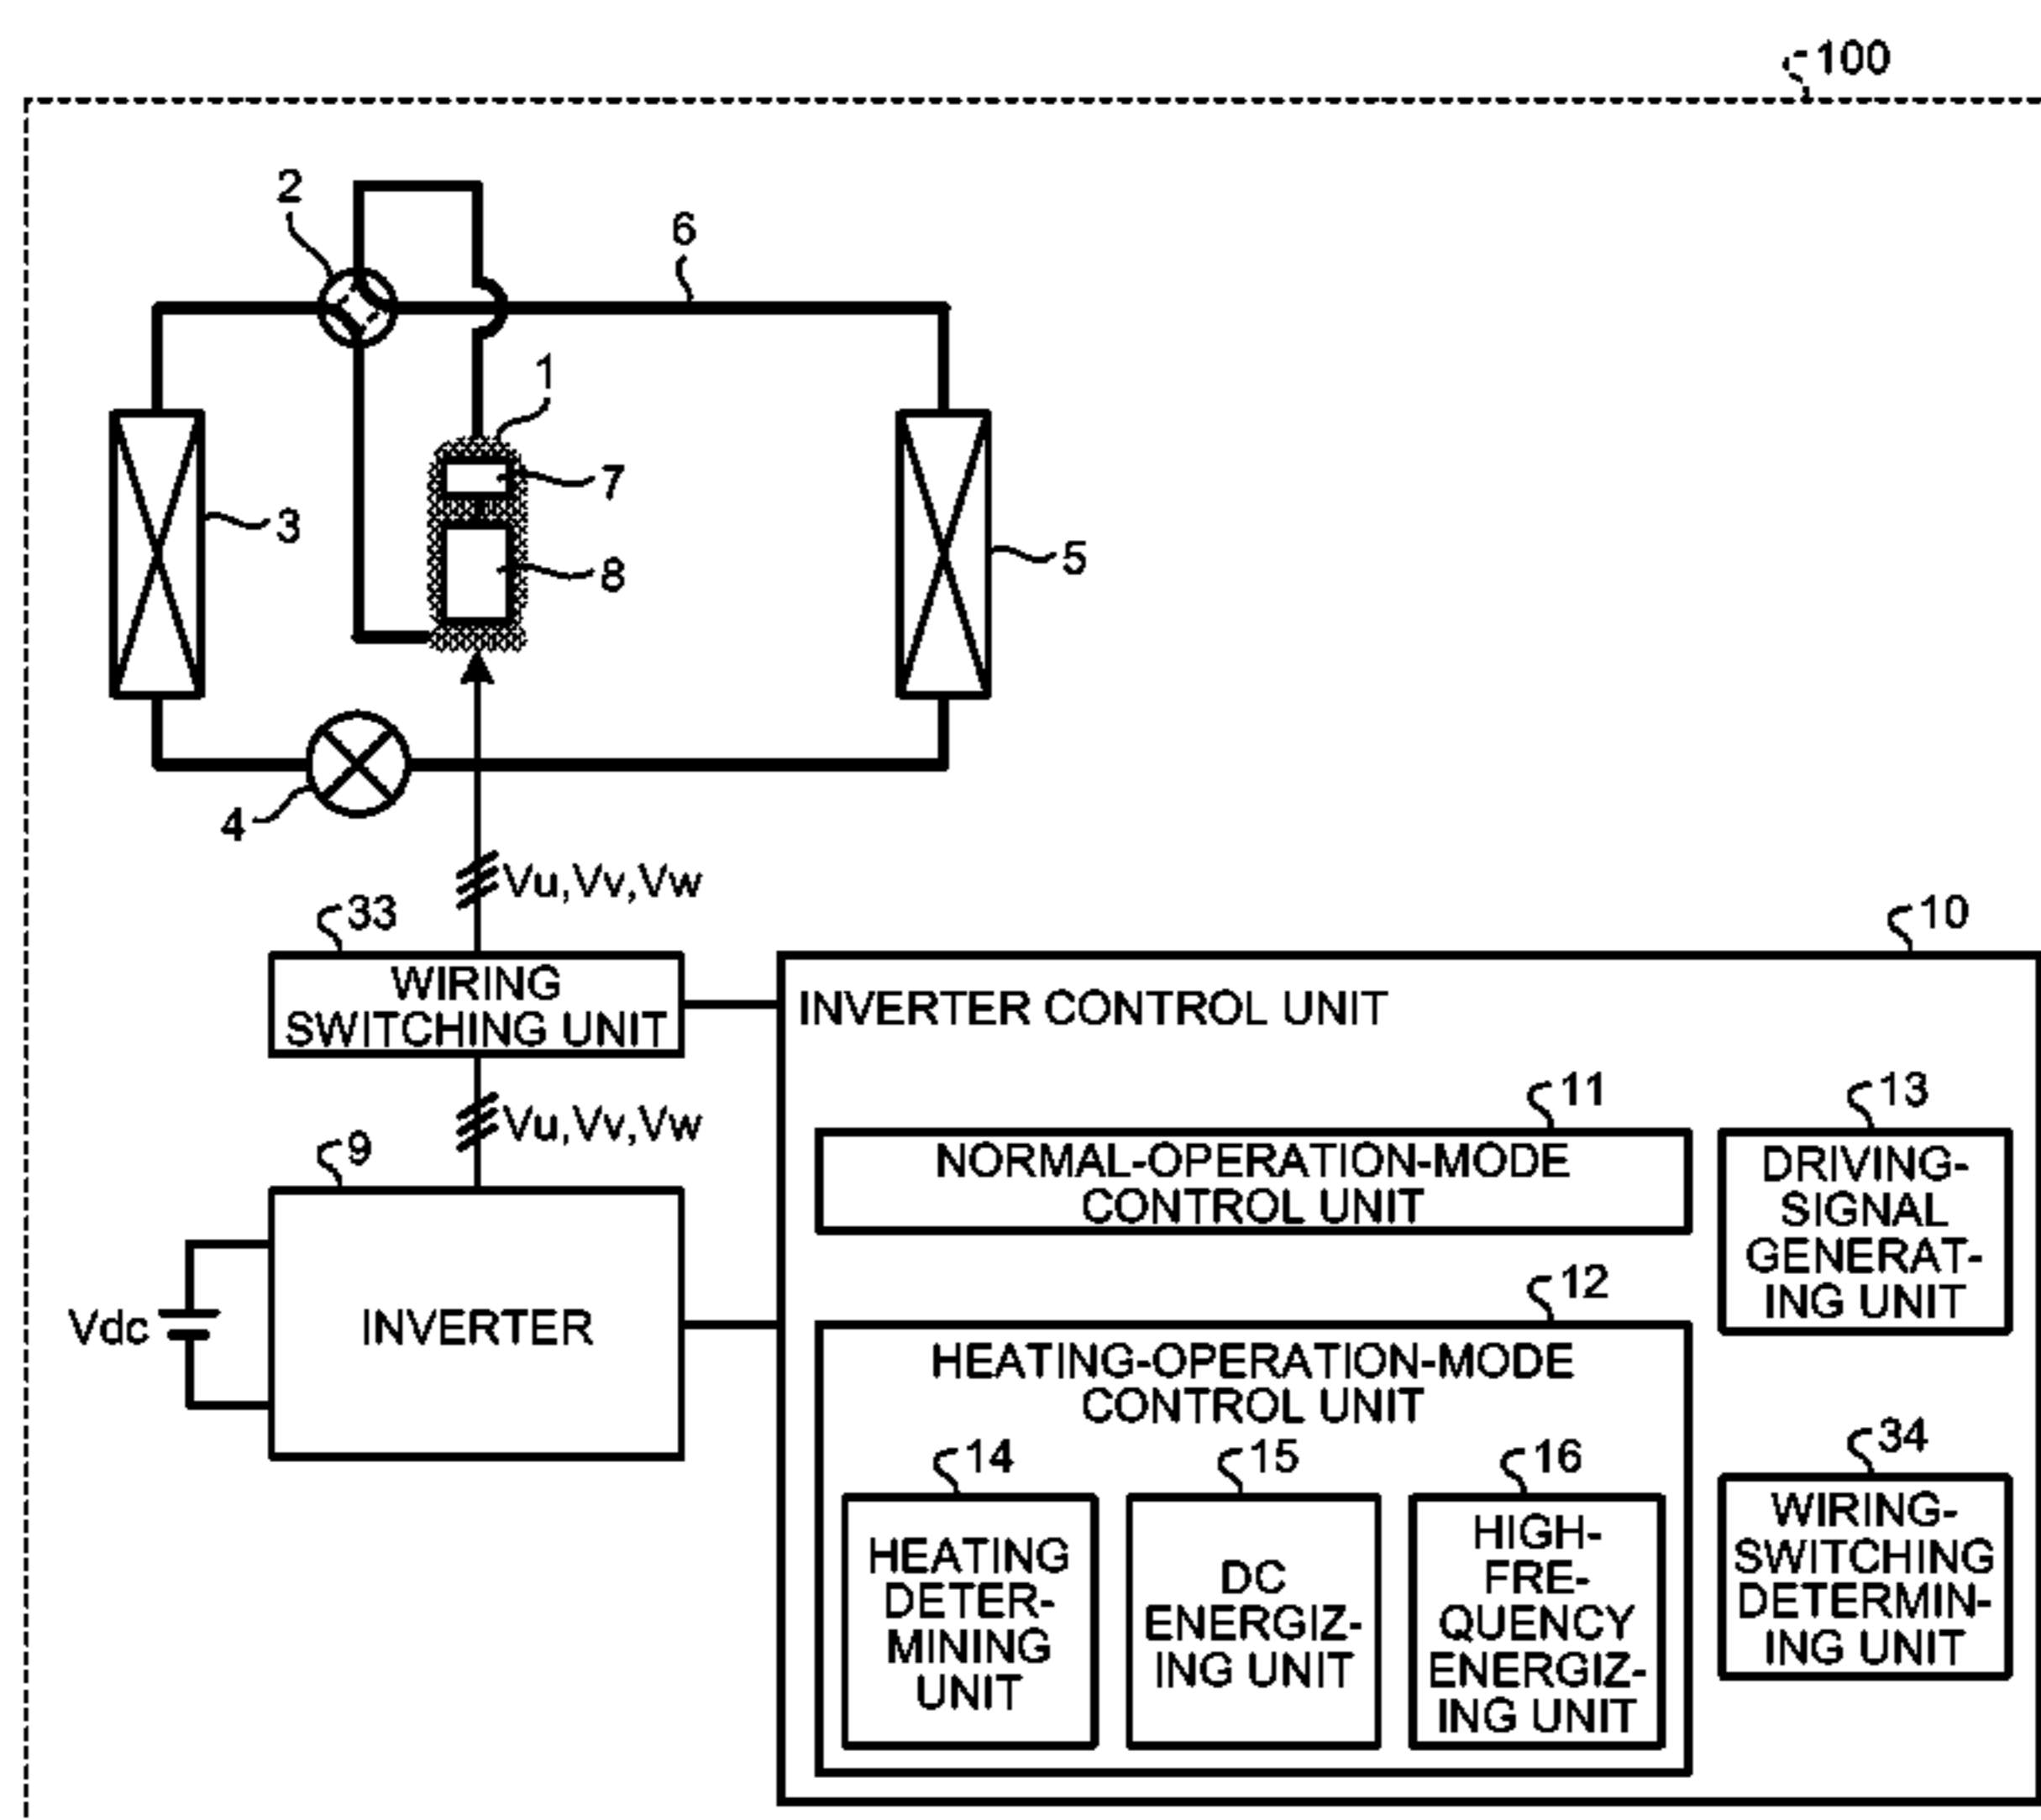 100
2
6
1
7
3
8
5
4
Vu,Vv,Vw
33
10
WIRING
SWITCHING UNIT
INVERTER CONTROL UNIT
Vu,Vv,Vw
11
13
9
NORMAL-OPERATION-MODE
CONTROL UNIT
DRIVING-
SIGNAL
GENERAT-
ING UNIT
12
Vdc
INVERTER
HEATING-OPERATION-MODE
CONTROL UNIT
14
15
16
34
HEATING
DETER-
MINING
UNIT
DC
ENERGIZ-
ING UNIT
HIGH-
FRE-
QUENCY
ENERGIZ-
ING UNIT
WIRING-
SWITCHING
DETERMIN-
ING UNIT